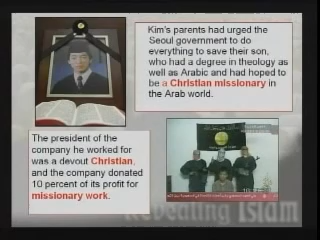 Kim's parents had urged the
Seoul government to do
everything to save their son,
who had a degree in theology as
well as Arabic and had hoped to
be a Christian missionary in
the Arab world.
The president of the
company he worked for
was a devout Christian,
and the company donated
10 percent of its profit for
missionary work.
Revealing Islam